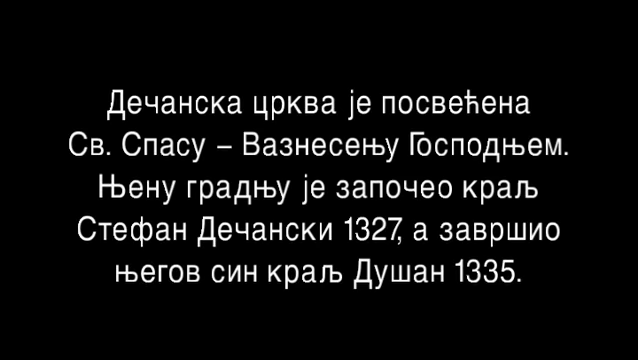 Дечанска црква је посвећена
Св. Спасу – Вазнесењу Господњем.
Њену градњу је започео краљ
Стефан Дечански 1327, а завршио
његов син краљ Душан 1335.